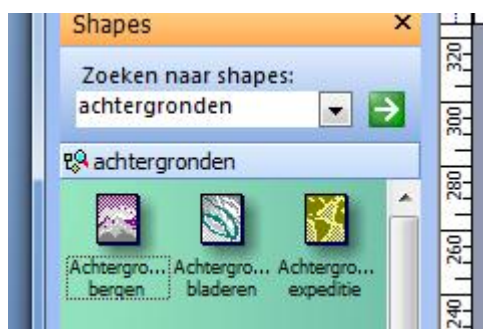 Shapes
Zoeken naar shapes:
achtergronden
achtergronden
Achtergro... Achtergro... Achtergro...
bergen bladeren expeditie
320
300
280
260
240